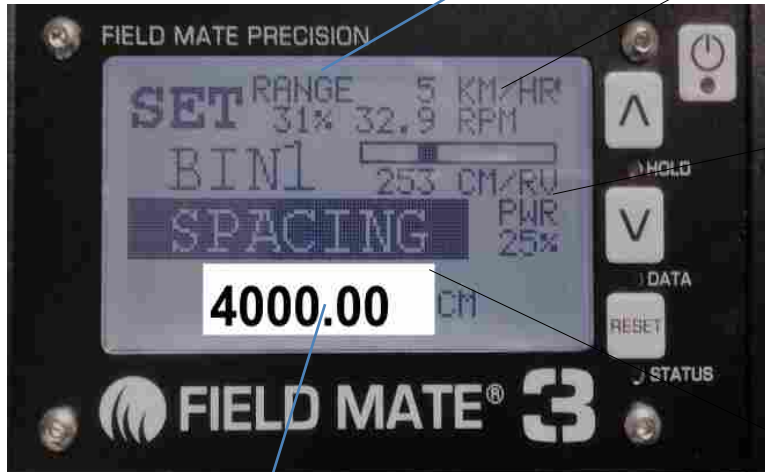 FIELD MATE PRECISION
SET RANGE 5 KM/HR
31% 32.9 RPM
BIN1
253 CM/RV
SPACING PWR
25%
4000.00 CM
HOLD
DATA
RESET
STATUS
FIELD MATE® 3